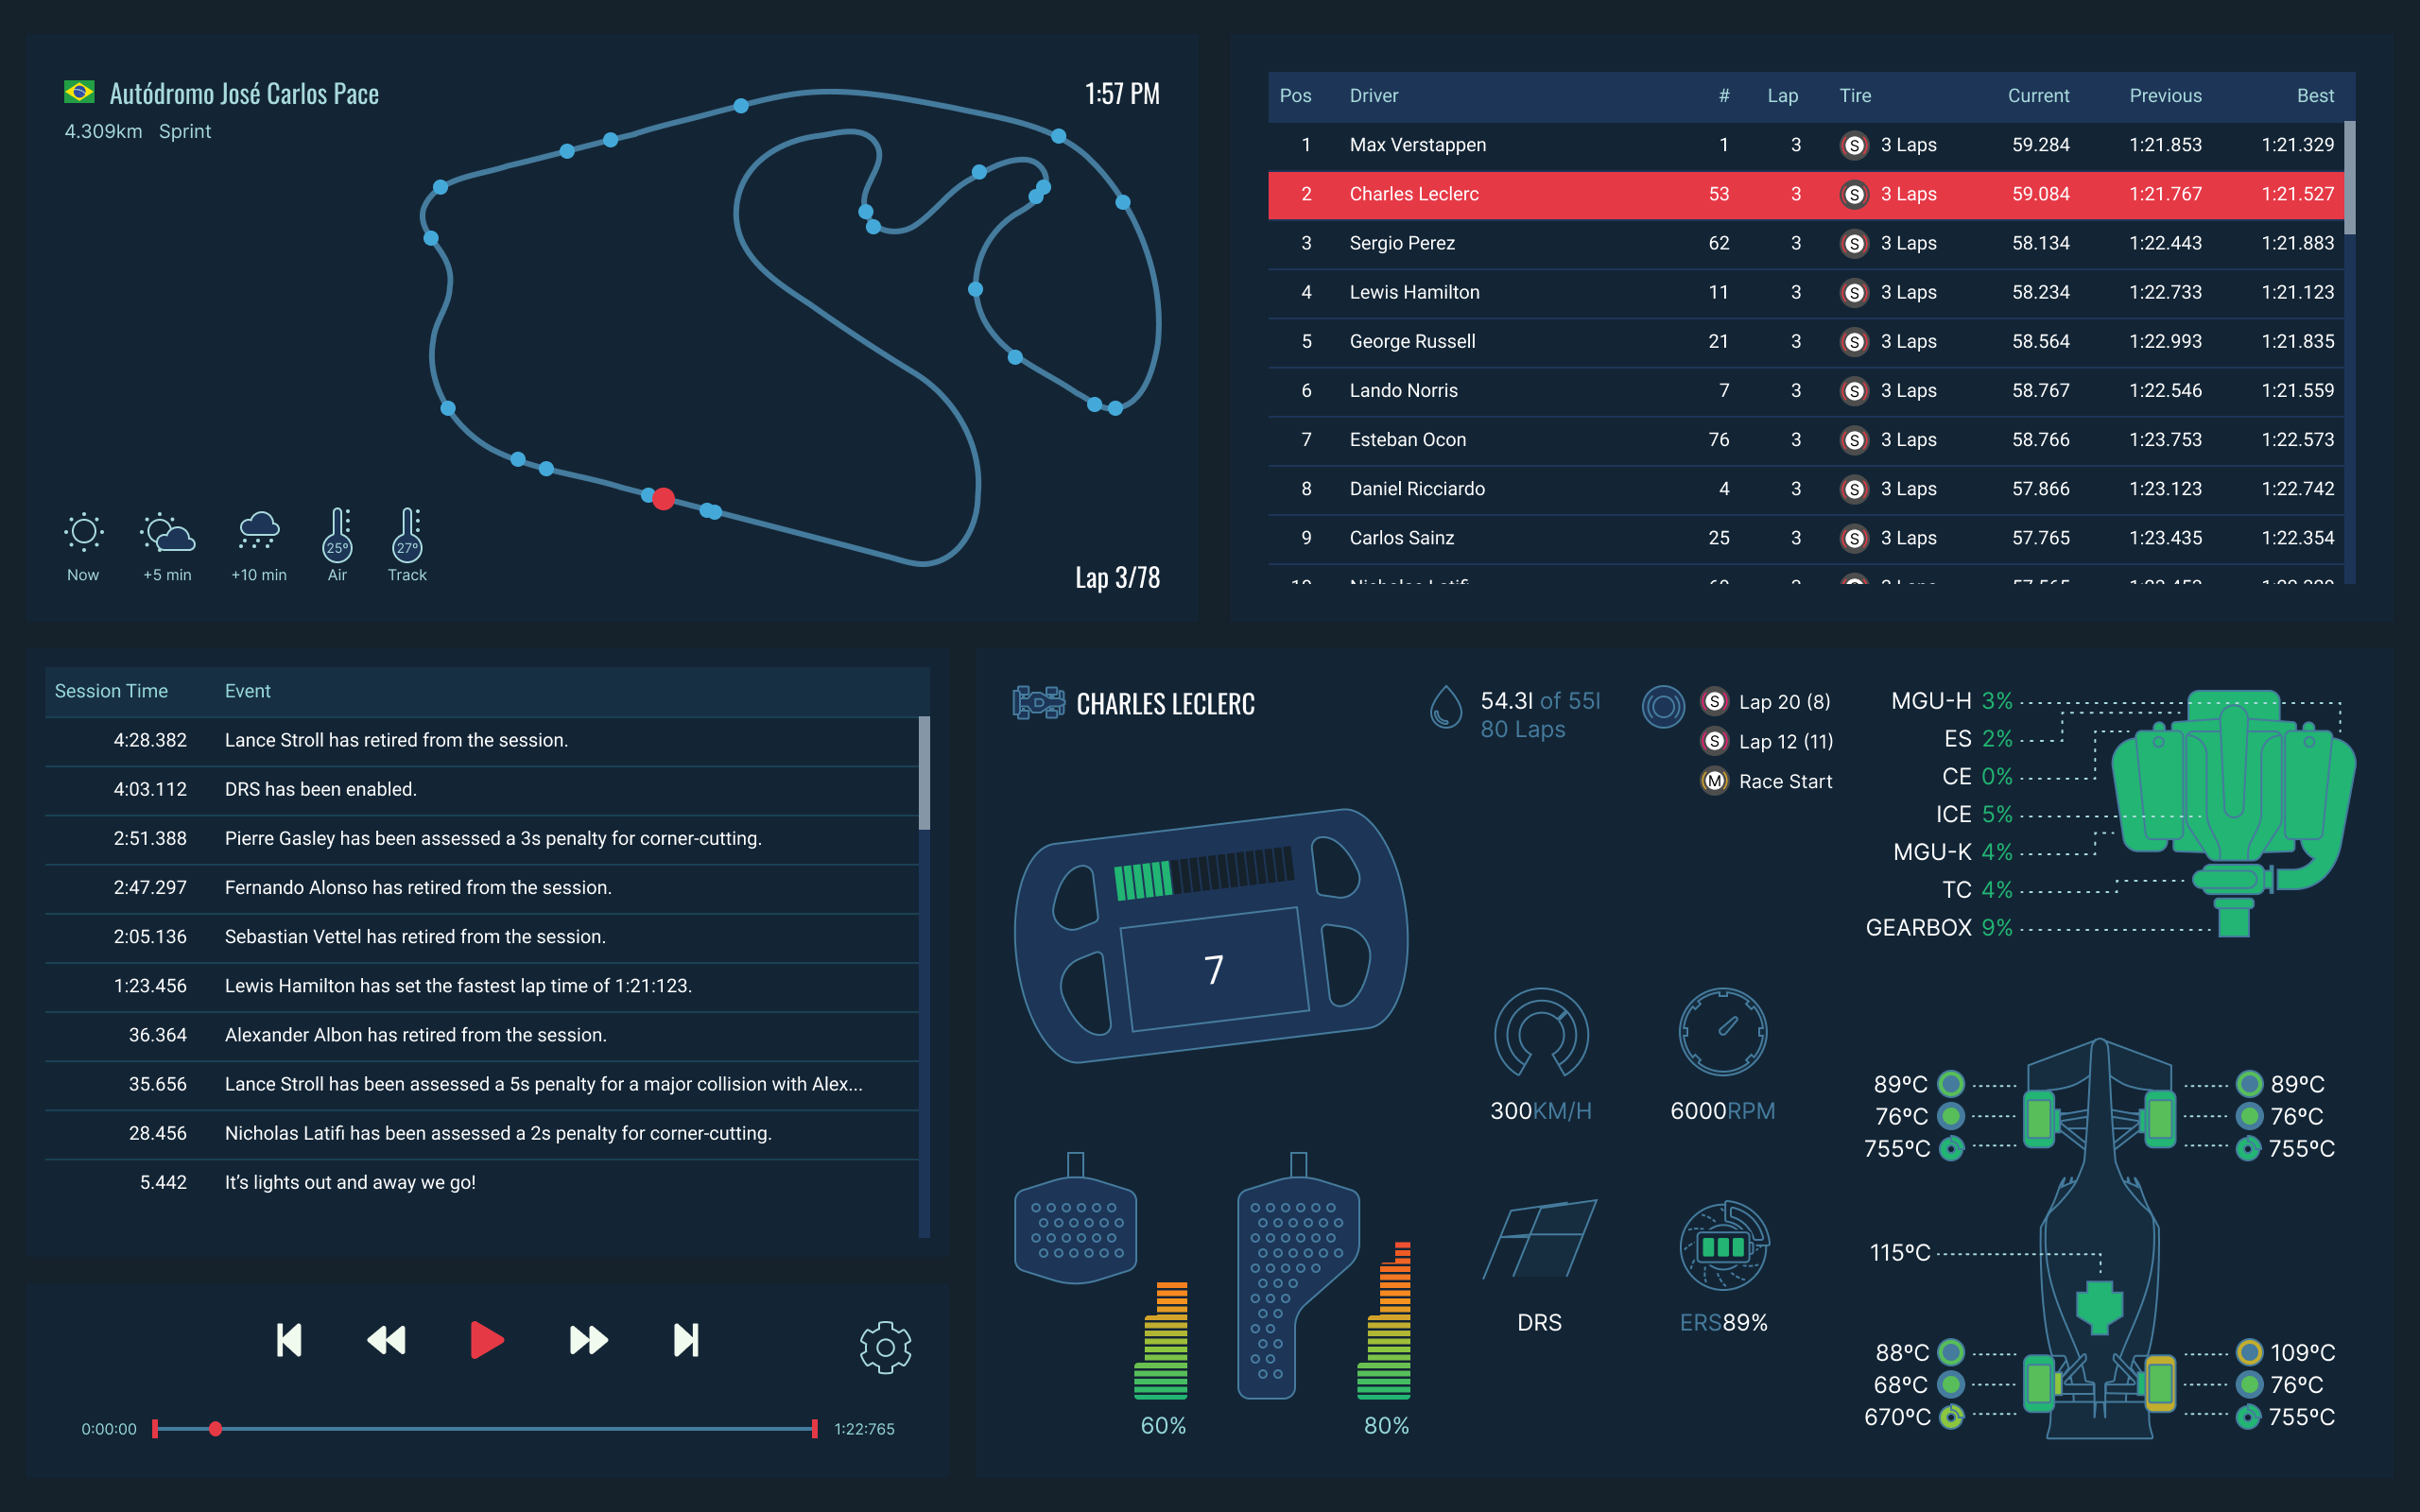 Autódromo José Carlos Pace
4.309km Sprint
1:57 PM
25° 27°
Now +5 min +10 min Air Track
Lap 3/78
Pos Driver # Lap Tire Current Previous Best
1 Max Verstappen 1 3 S 3 Laps 59.284 1:21.853 1:21.329
2 Charles Leclerc 53 3 S 3 Laps 59.084 1:21.767 1:21.527
3 Sergio Perez 62 3 S 3 Laps 58.134 1:22.443 1:21.883
4 Lewis Hamilton 11 3 S 3 Laps 58.234 1:22.733 1:21.123
5 George Russell 21 3 S 3 Laps 58.564 1:22.993 1:21.835
6 Lando Norris 7 3 S 3 Laps 58.767 1:22.546 1:21.559
7 Esteban Ocon 76 3 S 3 Laps 58.766 1:23.753 1:22.573
8 Daniel Ricciardo 4 3 S 3 Laps 57.866 1:23.123 1:22.742
9 Carlos Sainz 25 3 S 3 Laps 57.765 1:23.435 1:22.354
Session Time Event
4:28.382 Lance Stroll has retired from the session.
4:03.112 DRS has been enabled.
2:51.388 Pierre Gasley has been assessed a 3s penalty for corner-cutting.
2:47.297 Fernando Alonso has retired from the session.
2:05.136 Sebastian Vettel has retired from the session.
1:23.456 Lewis Hamilton has set the fastest lap time of 1:21:123.
36.364 Alexander Albon has retired from the session.
35.656 Lance Stroll has been assessed a 5s penalty for a major collision with Alex...
28.456 Nicholas Latifi has been assessed a 2s penalty for corner-cutting.
5.442 It’s lights out and away we go!
0:00:00 1:22:765
CHARLES LECLERC
54.3l of 55l
80 Laps
S Lap 20 (8)
S Lap 12 (11)
M Race Start
7
300KM/H
6000RPM
DRS
ERS89%
60%
80%
MGU-H 3%
ES 2%
CE 0%
ICE 5%
MGU-K 4%
TC 4%
GEARBOX 9%
89°C 89°C
76°C 76°C
755°C 755°C
115°C
88°C 109°C
68°C 76°C
670°C 755°C